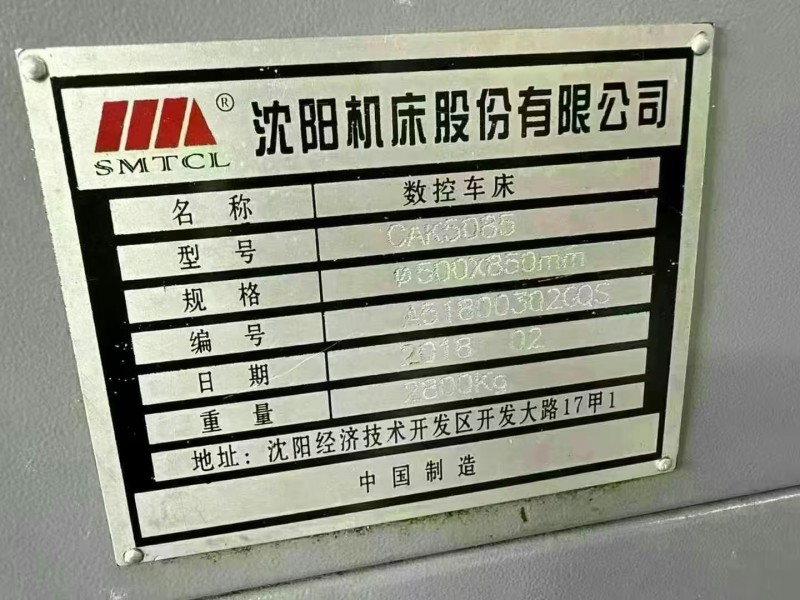 SMTCL ® 沈阳机床股份有限公司
名称 数控车床
型号 CAK5085
规格 φ500X850mm
编号 A51800302CQS
日期 2018 02
重量 2800Kg
地址：沈阳经济技术开发区开发大路17甲1
中国制造